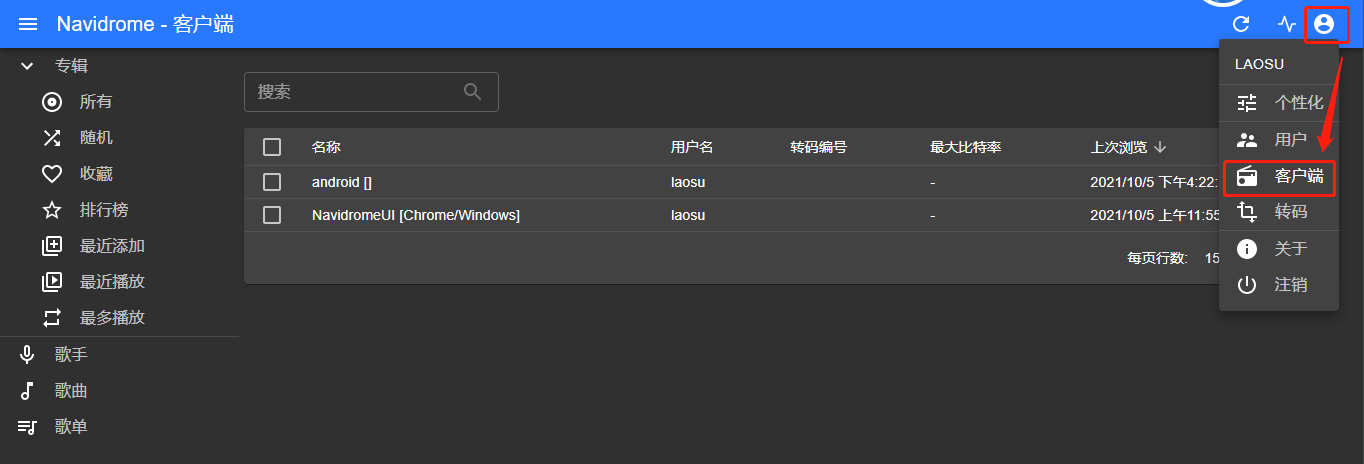 Navidrome - 客户端
专辑
所有
随机
收藏
排行榜
最近添加
最近播放
最多播放
歌手
歌曲
歌单
搜索
名称 用户名 转码编号 最大比特率 上次浏览
android [] laosu - 2021/10/5 下午4:22:
NavidromeUI [Chrome/Windows] laosu - 2021/10/5 上午11:55
每页行数: 15
LAOSU
个性化
用户
客户端
转码
关于
注销